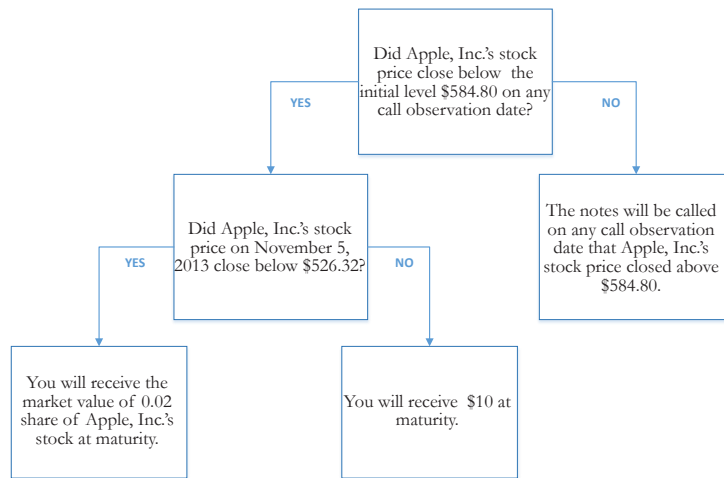 Did Apple, Inc.'s stock
price close below the
initial level $584.80 on any
call observation date?
YES
NO
Did Apple, Inc.'s stock
price on November 5,
2013 close below $526.32?
The notes will be called
on any call observation
date that Apple, Inc.'s
stock price closed above
$584.80.
YES
NO
You will receive the
market value of 0.02
share of Apple, Inc.'s
stock at maturity.
You will receive $10 at
maturity.